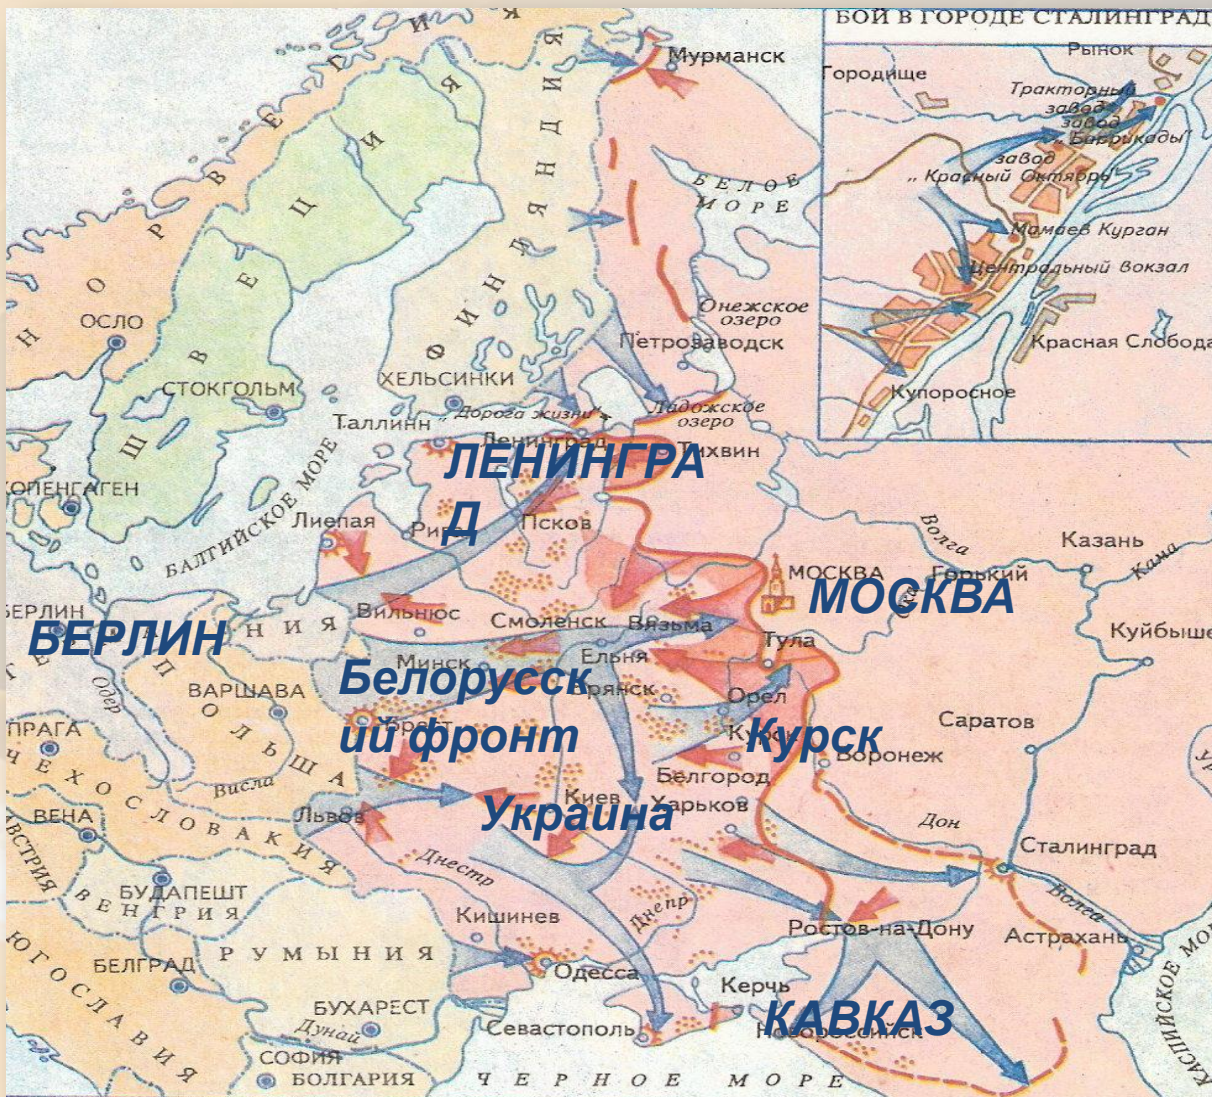 БОЙ В ГОРОДЕ СТАЛИНГРАД
Рынок
Городище
Тракторный
завод
завод
„Баррикады"
завод
„Красный Октябрь"
Мамаев Курган
Центральный вокзал
Красная Слобода
Купоросное
НОРВЕГИЯ
ШВЕЦИЯ
ФИНЛЯНДИЯ
Мурманск
БЕЛОЕ
МОРЕ
Онежское
озеро
Петрозаводск
ОСЛО
СТОКГОЛЬМ
ХЕЛЬСИНКИ
Таллинн
„Дорога жизни"
Ладожское
озеро
Ленинград
Тихвин
ЛЕНИНГРА
Д
КОПЕНГАГЕН
БАЛТИЙСКОЕ МОРЕ
Лиепая
Рига
Псков
Волга
Казань
Кама
МОСКВА
Горький
МОСКВА
Ока
БЕРЛИН
БЕРЛИН
Вильнюс
Смоленск
Вязьма
Тула
Куйбыше
Минск
Ельня
Белорусск
ий фронт
Брянск
Орел
Одер
ВАРШАВА
ПОЛЬША
Брест
Курск
Курск
Саратов
Воронеж
ПРАГА
ЧЕХОСЛОВАКИЯ
Висла
Белгород
Львов
Киев
Харьков
Украина
ВЕНА
АВСТРИЯ
Дон
Сталинград
Днестр
БУДАПЕШТ
ВЕНГРИЯ
Днепр
Волга
Кишинев
Ростов-на-Дону
Астрахань
ЮГОСЛАВИЯ
БЕЛГРАД
РУМЫНИЯ
Одесса
Керчь
БУХАРЕСТ
Дунай
Севастополь
КАВКАЗ
Новороссийск
КАСПИЙСКОЕ МОР
СОФИЯ
БОЛГАРИЯ
ЧЕРНОЕ МОРЕ